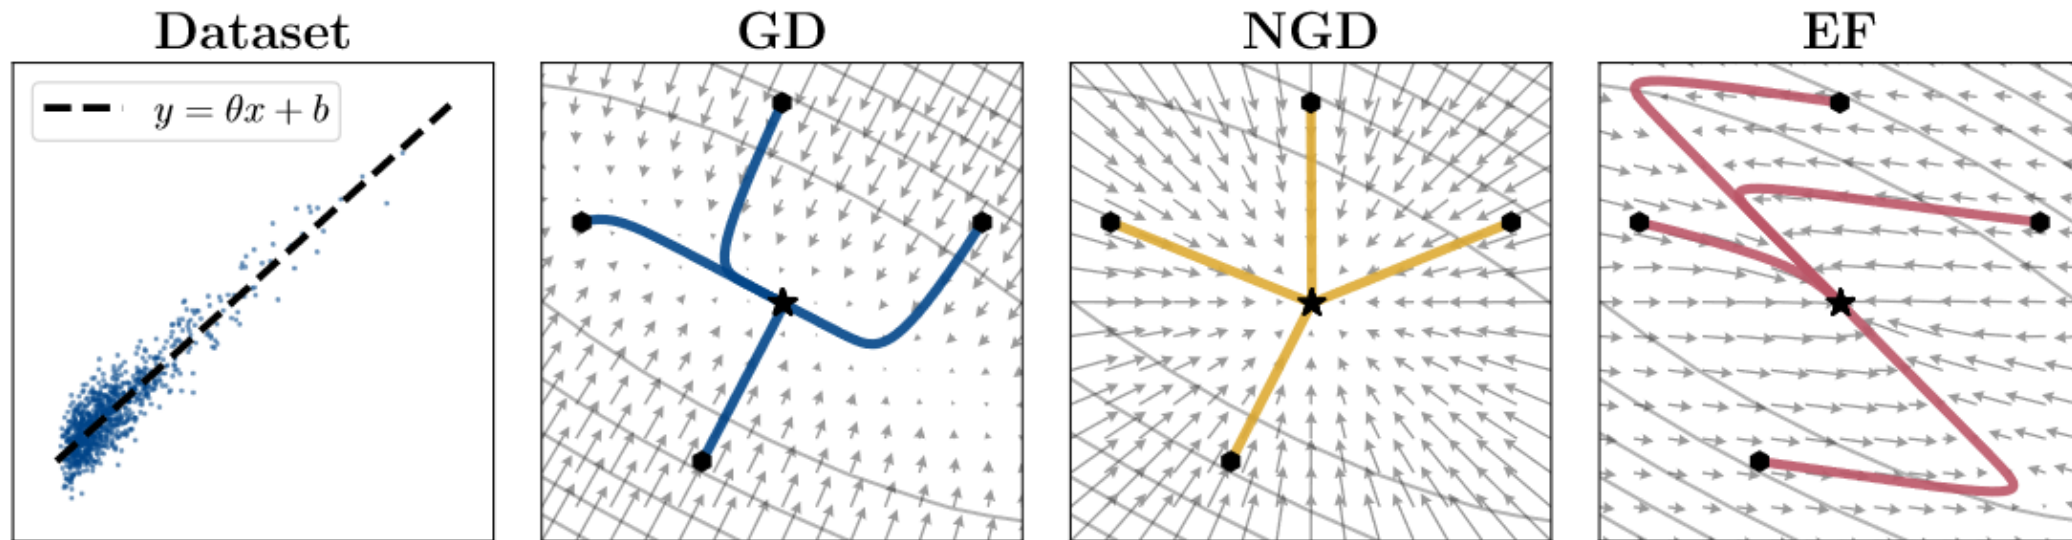 Dataset
GD
NGD
EF
y = θx + b